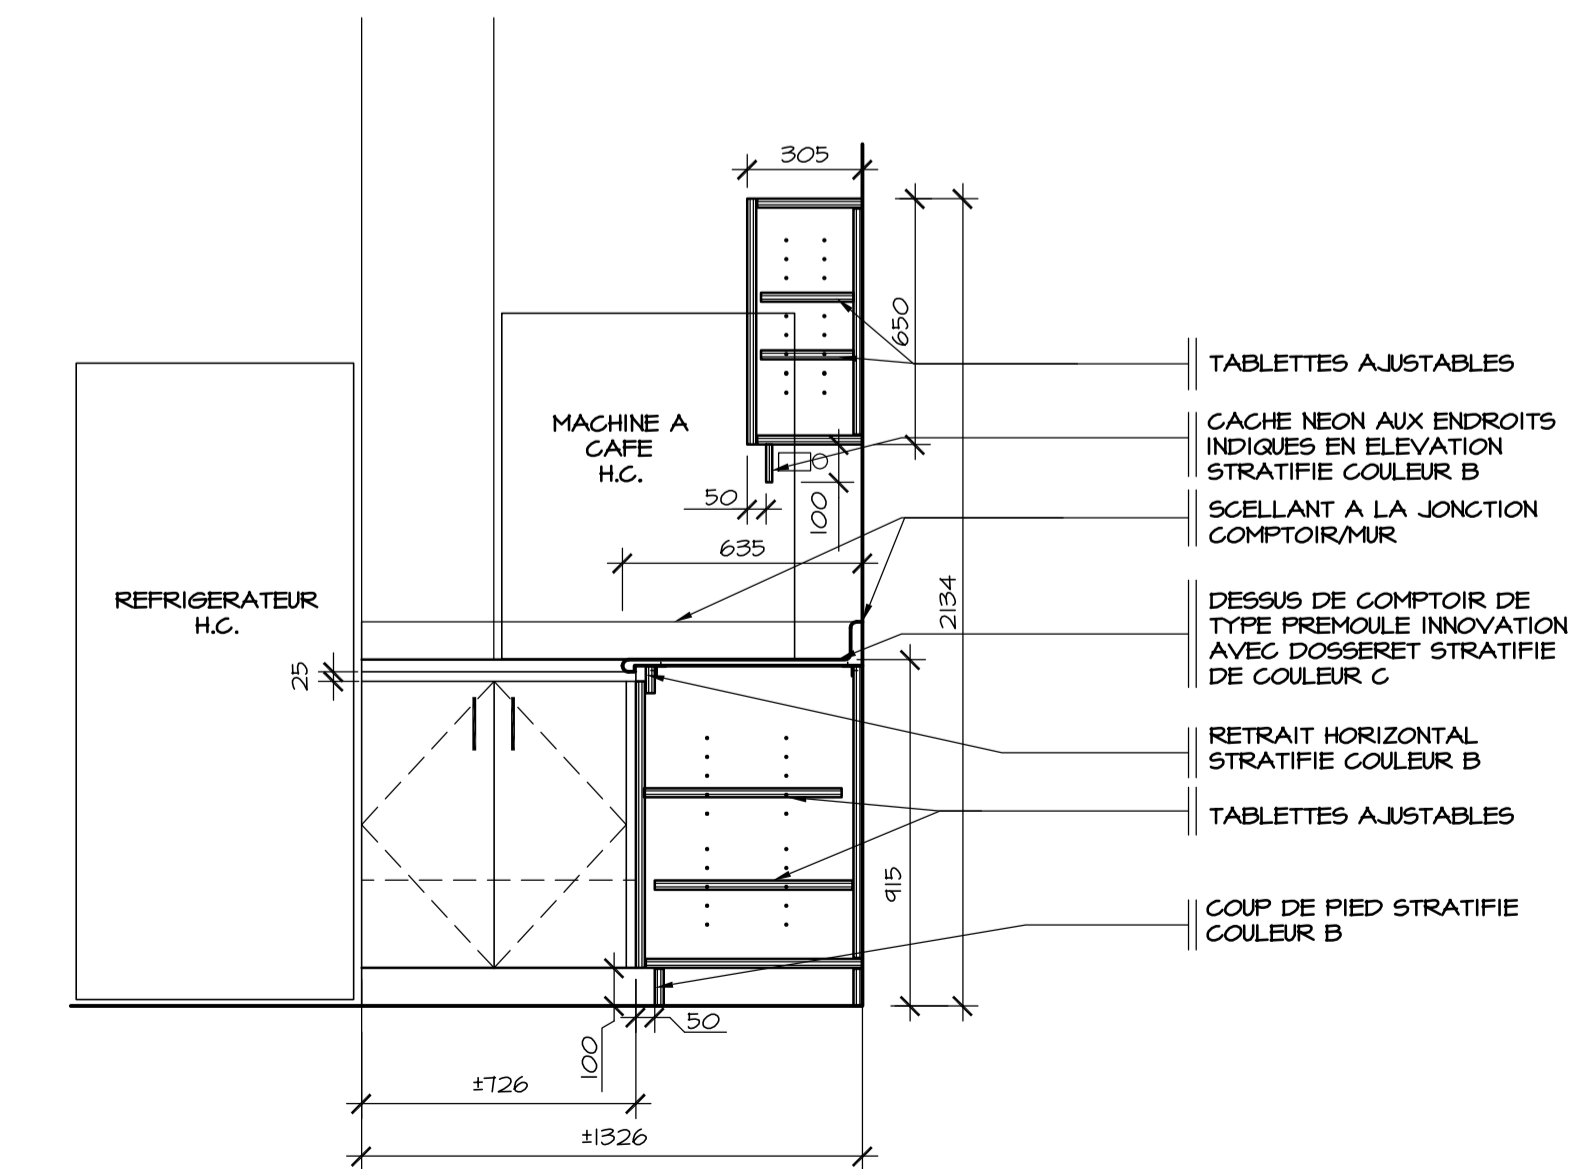 305
650
TABLETTES AJUSTABLES
MACHINE A
CAFE
H.C.
CACHE NEON AUX ENDROITS
INDIQUES EN ELEVATION
STRATIFIE COULEUR B
50
100
SCELLANT A LA JONCTION
COMPTOIR/MUR
635
2134
REFRIGERATEUR
H.C.
DESSUS DE COMPTOIR DE
TYPE PREMOULE INNOVATION
AVEC DOSSERET STRATIFIE
DE COULEUR C
25
RETRAIT HORIZONTAL
STRATIFIE COULEUR B
TABLETTES AJUSTABLES
915
COUP DE PIED STRATIFIE
COULEUR B
50
100
±726
±1326